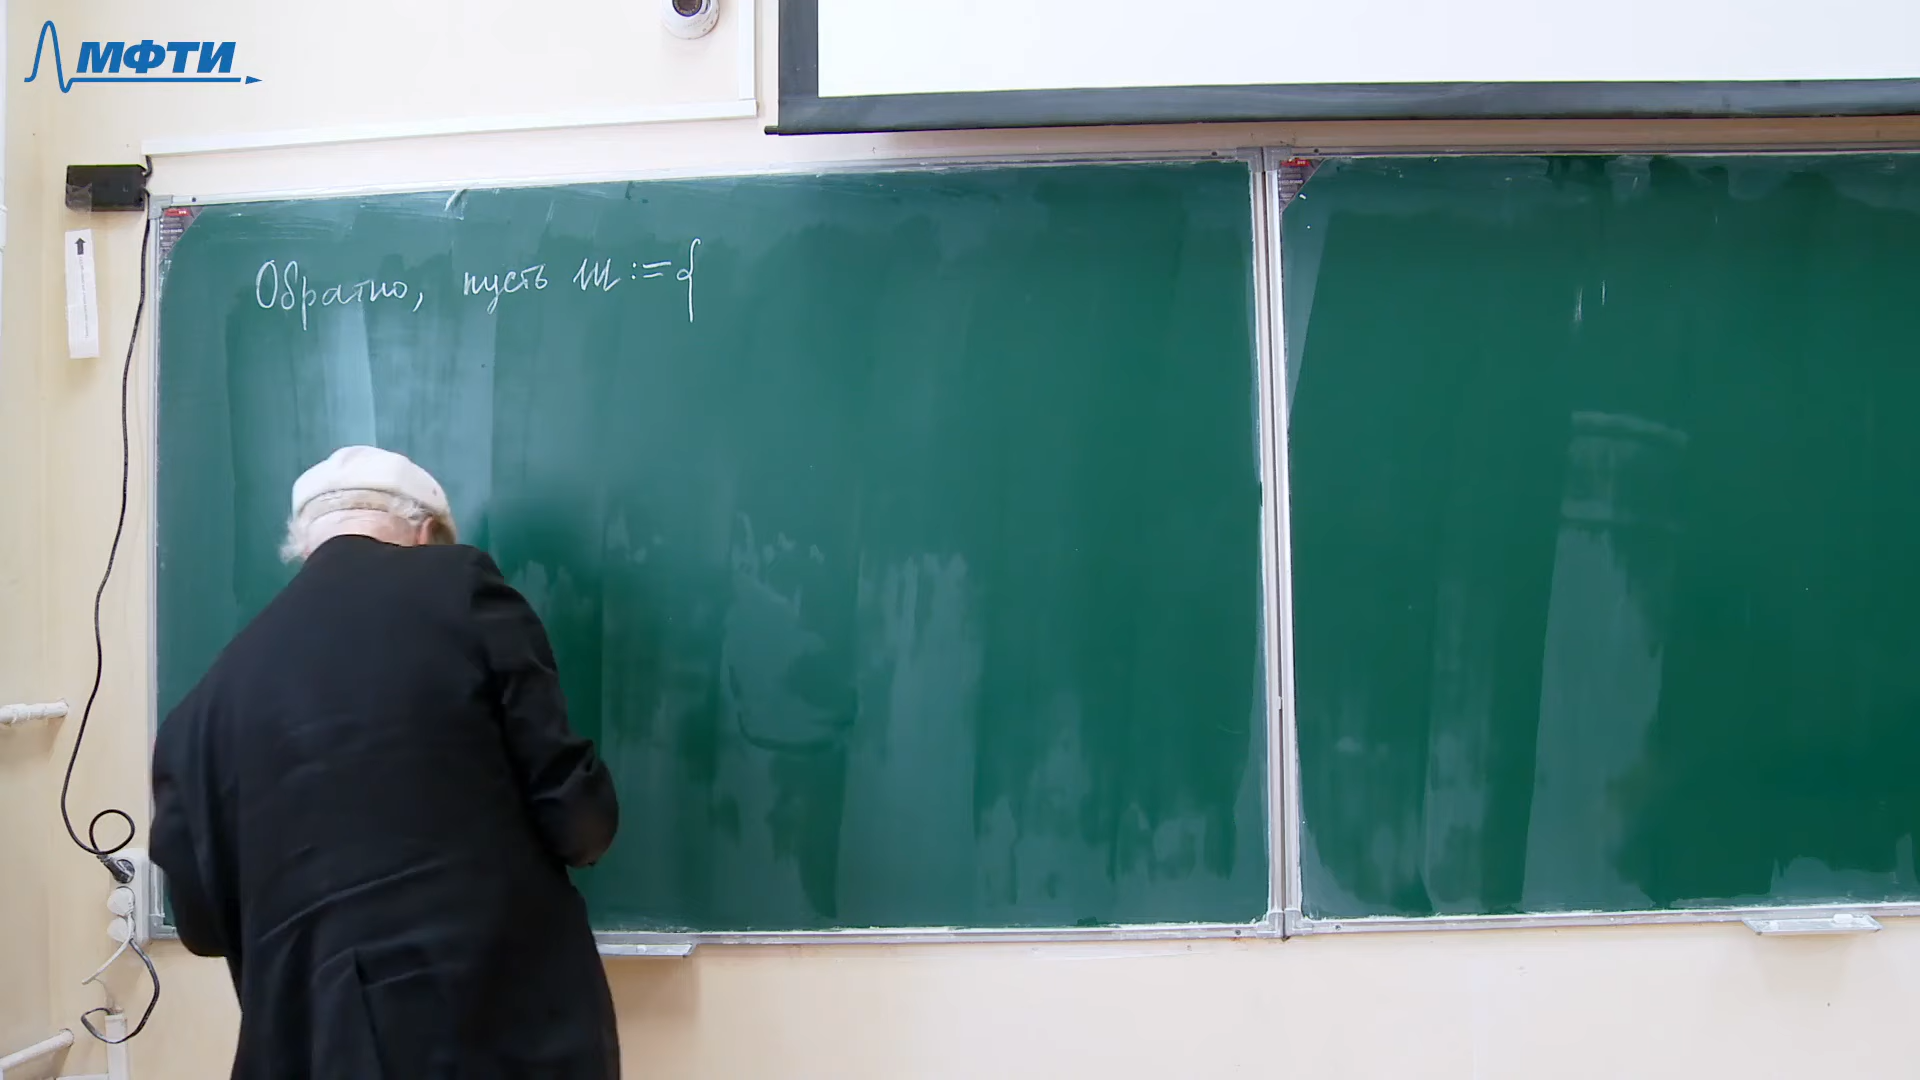 МФТИ
Обратно, пусть m := {